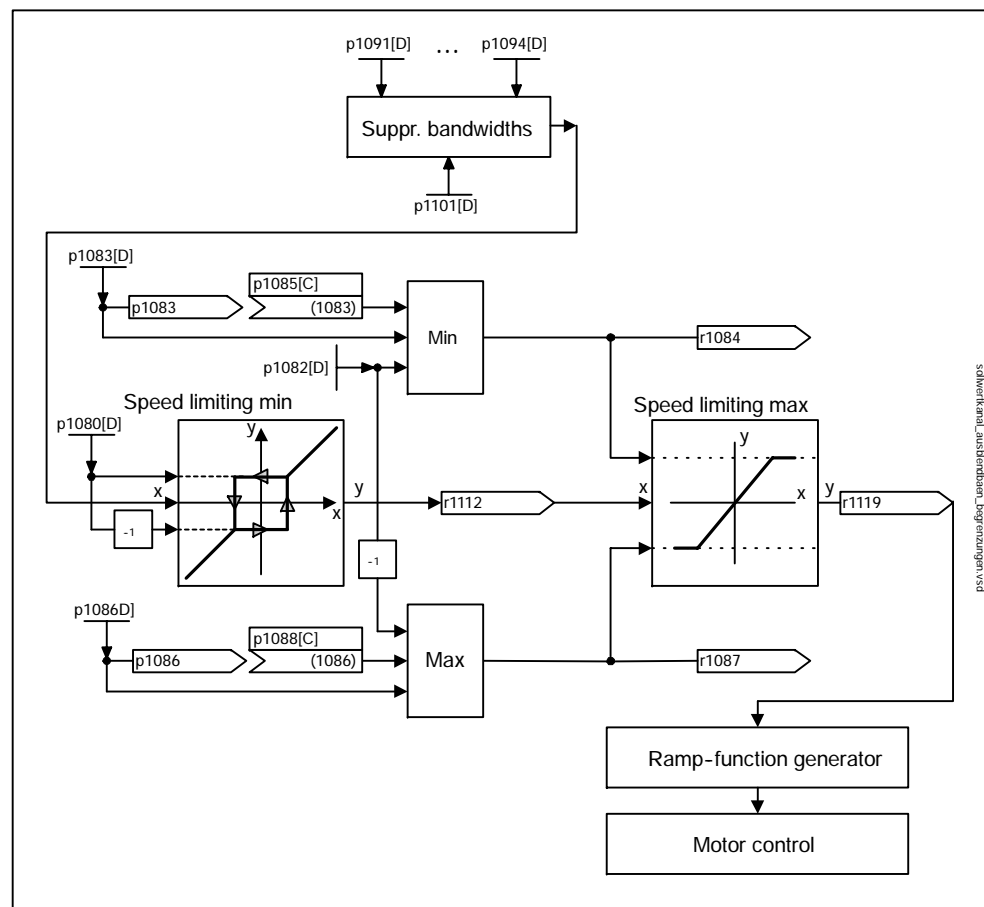 p1091[D] ... p1094[D]
Suppr. bandwidths
p1101[D]
p1083[D]
p1085[C]
p1083
(1083)
Min
r1084
p1082[D]
Speed limiting min
Speed limiting max
p1080[D]
y
y
x
y
x
r1112
x
x
y
r1119
-1
-1
p1086D]
p1088[C]
p1086
(1086)
Max
r1087
Ramp-function generator
Motor control
sollwertkanal_ausblendbaen_begrenzungen.vsd